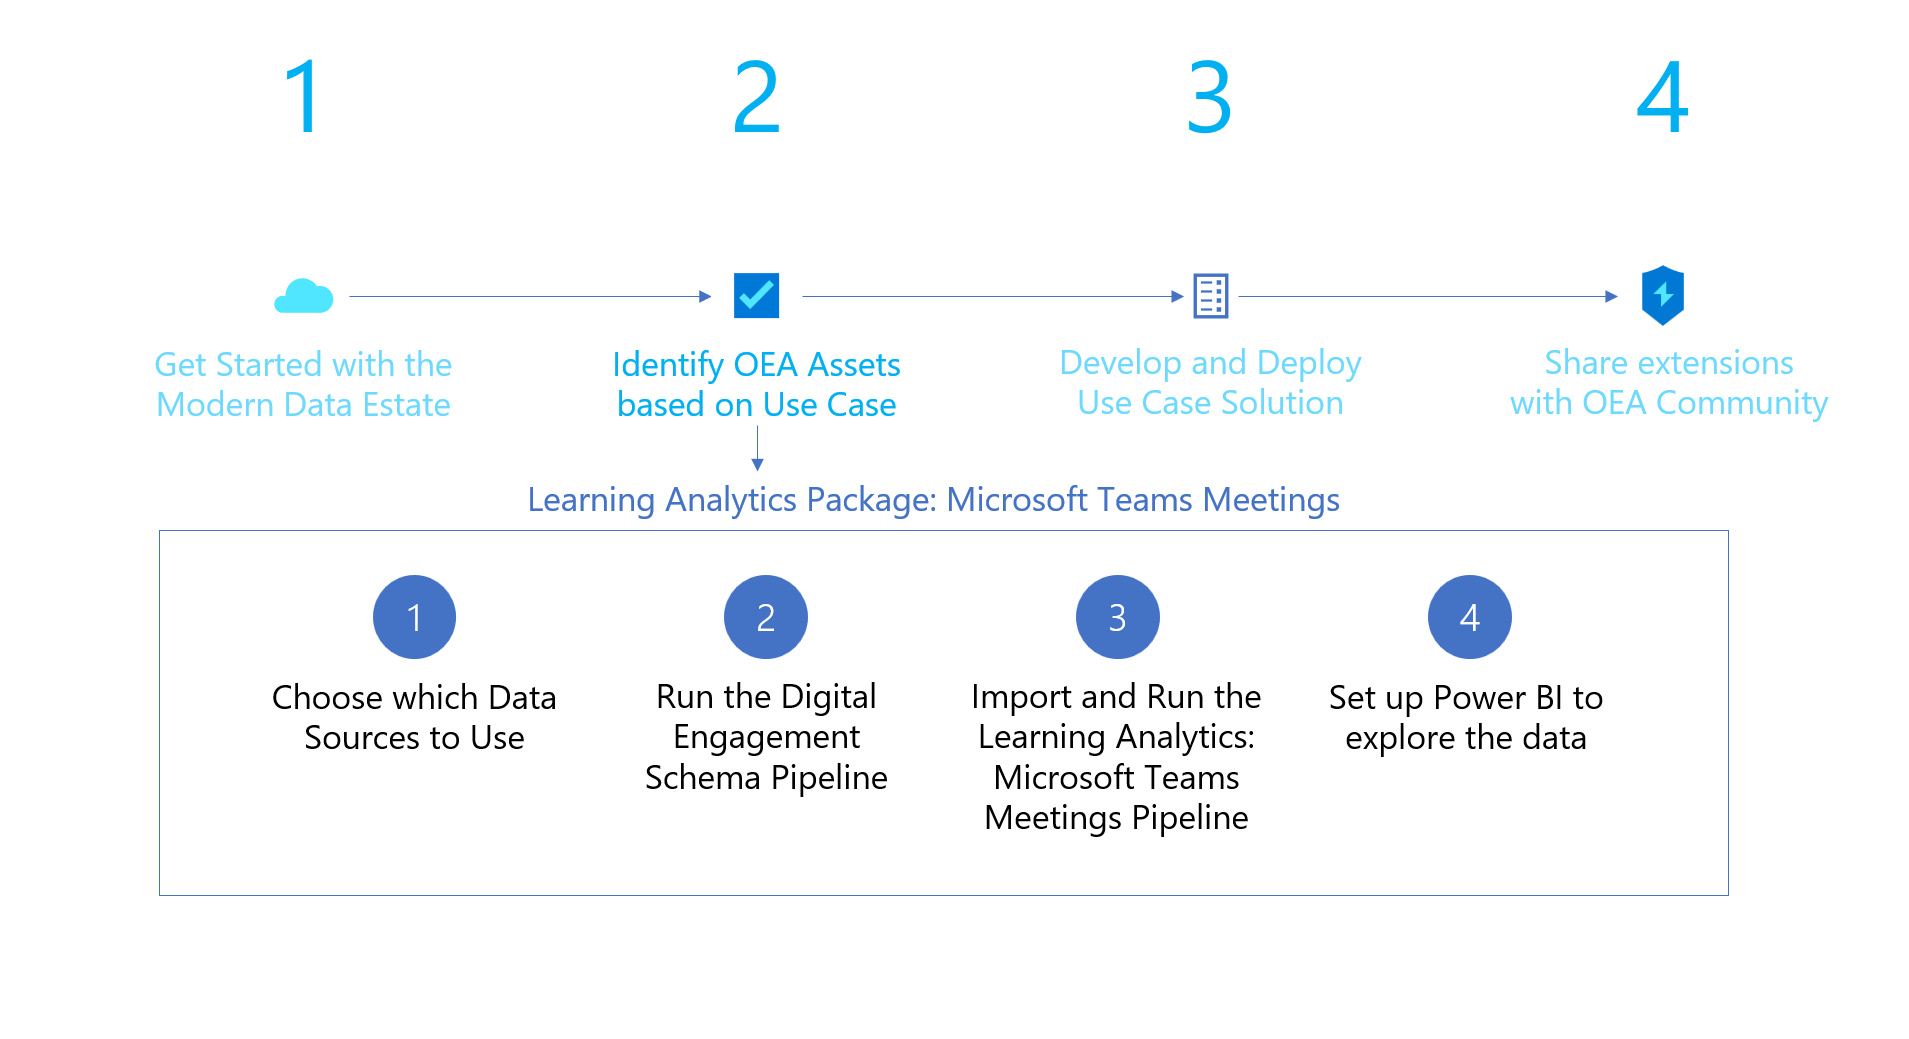 1
2
3
4
Get Started with the
Modern Data Estate
Identify OEA Assets
based on Use Case
Develop and Deploy
Use Case Solution
Share extensions
with OEA Community
Learning Analytics Package: Microsoft Teams Meetings
1
Choose which Data
Sources to Use
2
Run the Digital
Engagement
Schema Pipeline
3
Import and Run the
Learning Analytics:
Microsoft Teams
Meetings Pipeline
4
Set up Power BI to
explore the data